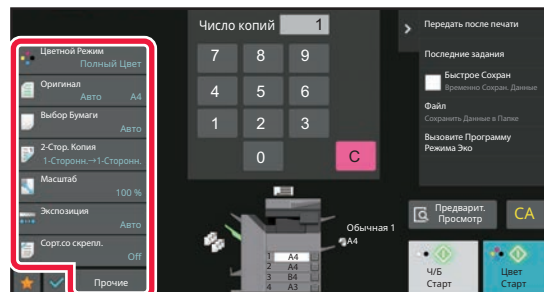 Цветной Режим
Полный Цвет
Оригинал
Авто A4
Выбор Бумаги
Авто
2-Стор. Копия
1-Сторонн.→1-Сторонн.
Масштаб
100 %
Экспозиция
Авто
Сорт.со скрепл.
Off
Прочие
Число копий 1
7 8 9
4 5 6
1 2 3
0 C
Обычная 1
A4
1 A4
2 A4
3 B4
4 A3
Передать после печати
Последние задания
Быстрое Сохран
Временно Сохран. Данные
Файл
Сохранить Данные в Папке
Вызовите Программу
Режима Эко
Предварит.
Просмотр
CA
Ч/Б
Старт
Цвет
Старт